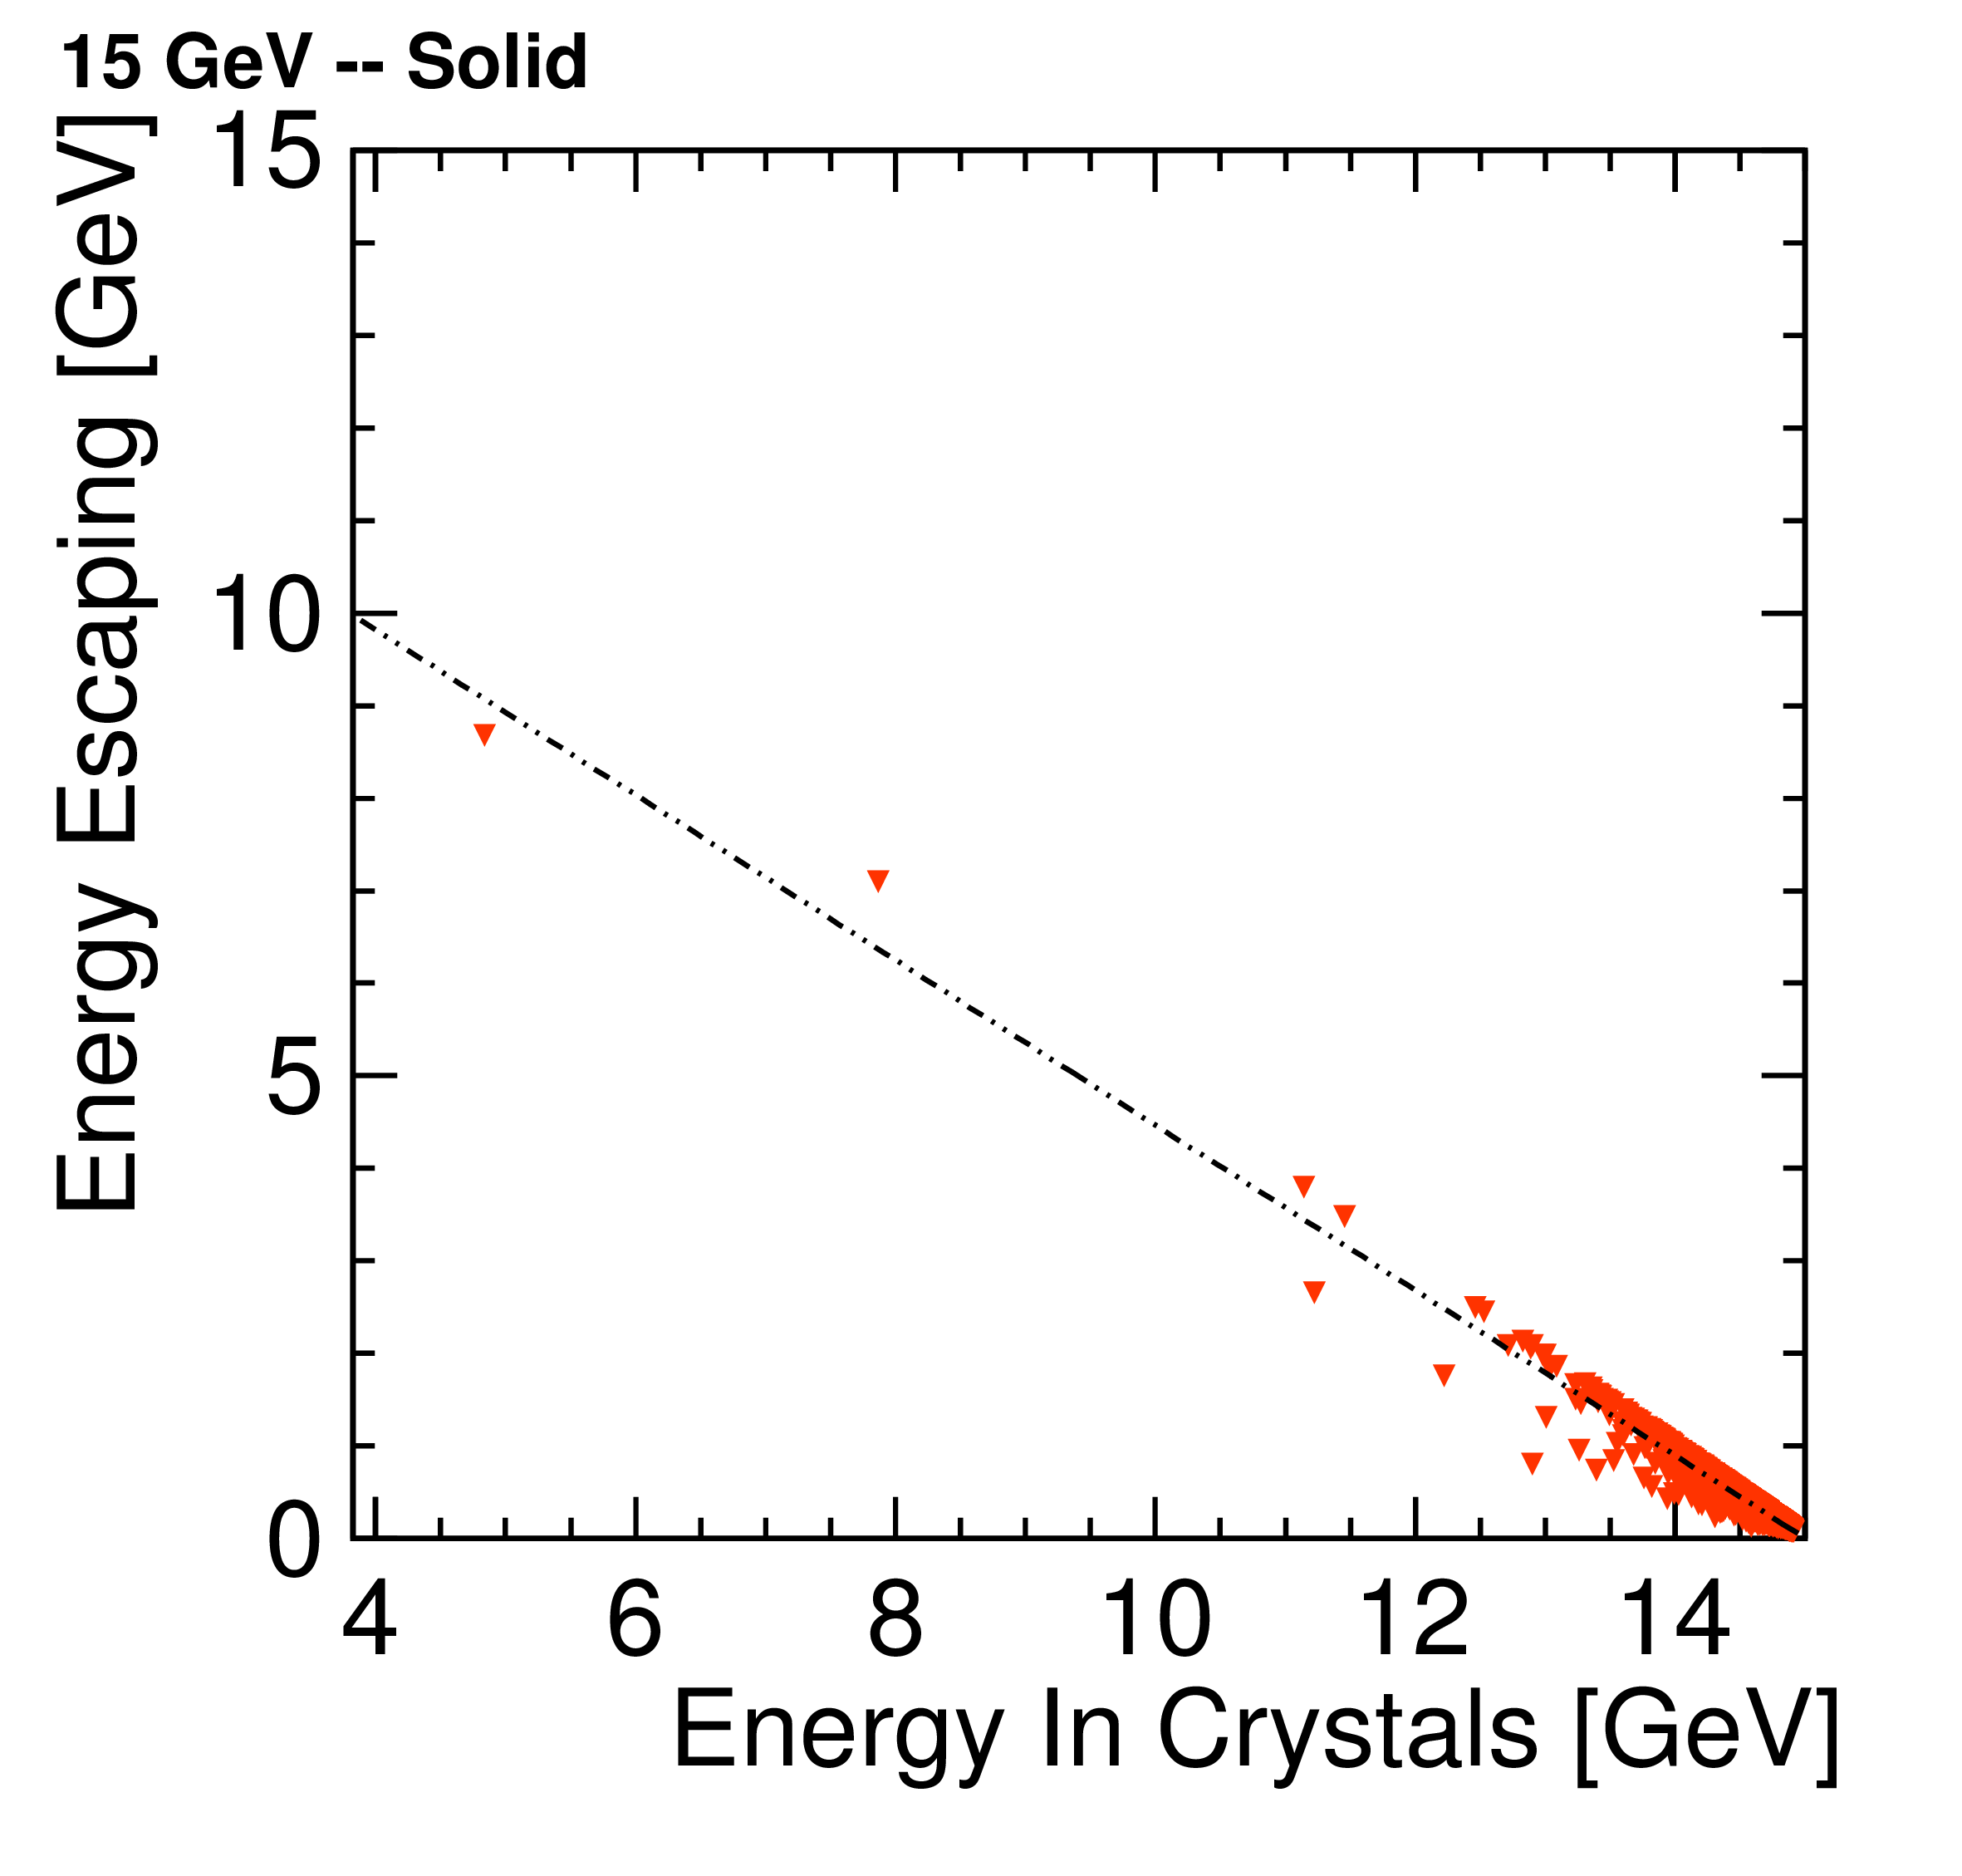 15 GeV -- Solid
Energy Escaping [GeV]
15
10
5
0
4 6 8 10 12 14
Energy In Crystals [GeV]